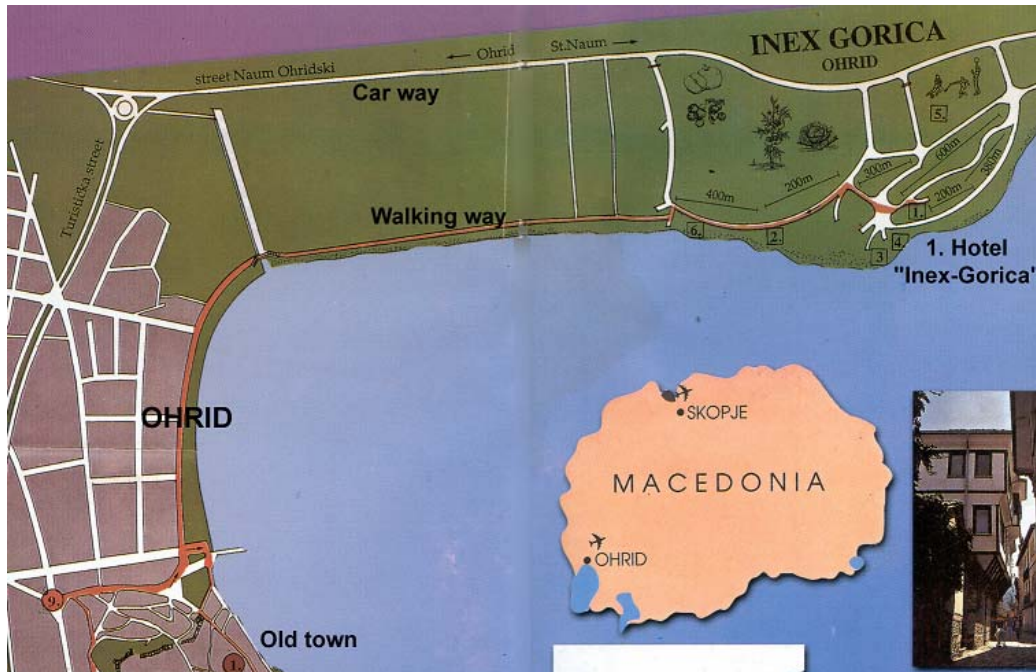 INEX GORICA
OHRID
← Ohrid St.Naum →
street Naum Ohridski
Car way
Turisticka street
5.
600m
300m
380m
200m
200m
400m
Walking way
1.
6.
2.
4.
3
1. Hotel
"Inex-Gorica"
OHRID
SKOPJE
MACEDONIA
OHRID
9.
Old town
1.